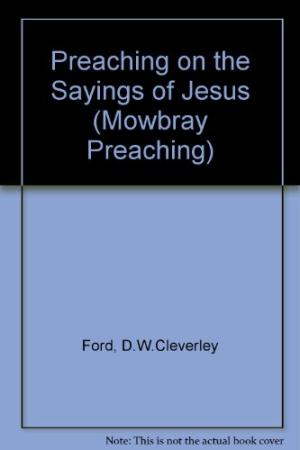 Preaching on the
Sayings of Jesus
(Mowbray
Preaching)
Ford, D.W.Cleverley
Note: This is not the actual book cover